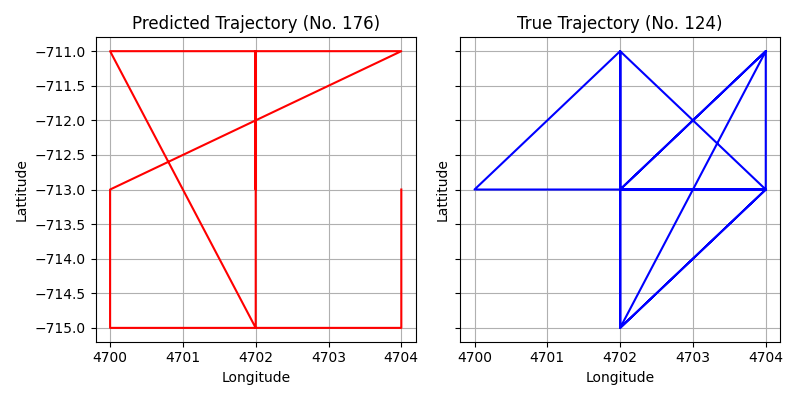 Predicted Trajectory (No. 176)
Lattitude
−711.0
−711.5
−712.0
−712.5
−713.0
−713.5
−714.0
−714.5
−715.0
4700 4701 4702 4703 4704
Longitude
True Trajectory (No. 124)
Lattitude
4700 4701 4702 4703 4704
Longitude